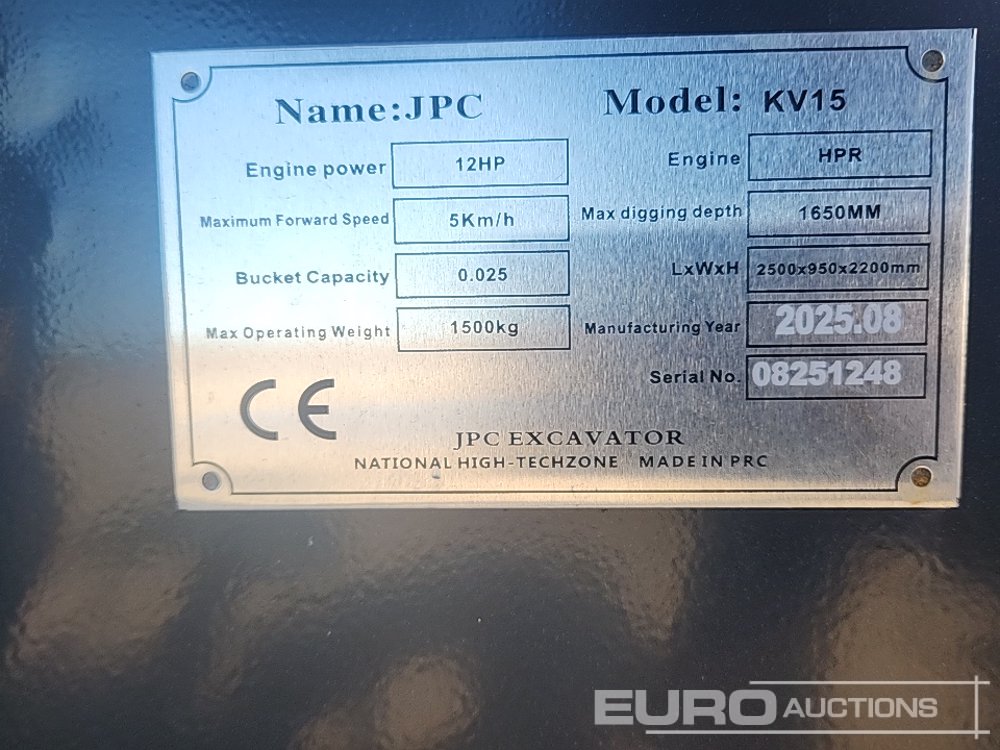 Name:JPC Model: KV15
Engine power 12HP Engine HPR
Maximum Forward Speed 5Km/h Max digging depth 1650MM
Bucket Capacity 0.025 LxWxH 2500x950x2200mm
Max Operating Weight 1500kg Manufacturing Year 2025.08
Serial No. 08251248
CE
JPC EXCAVATOR
NATIONAL HIGH-TECHZONE MADE IN PRC
EURO AUCTIONS